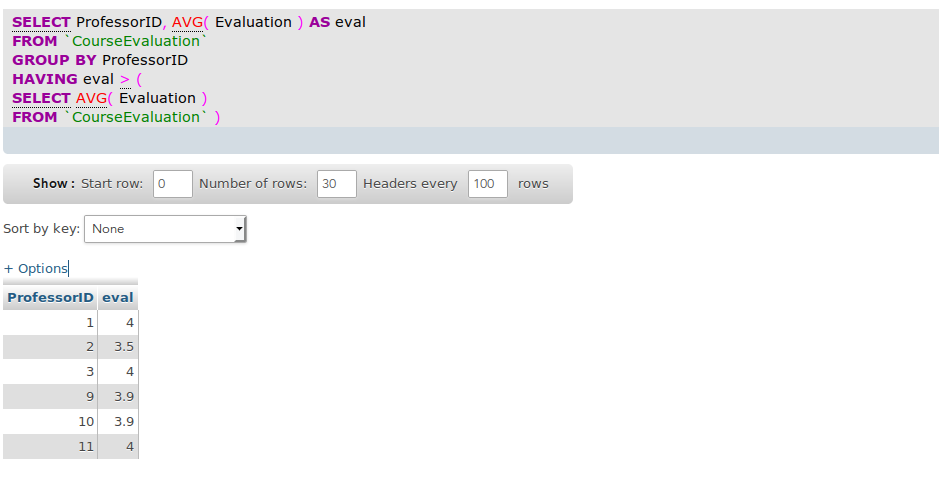 SELECT ProfessorID, AVG( Evaluation ) AS eval
FROM `CourseEvaluation`
GROUP BY ProfessorID
HAVING eval > (
SELECT AVG( Evaluation )
FROM `CourseEvaluation` )
Show : Start row: 0 Number of rows: 30 Headers every 100 rows
Sort by key: None
+ Options
ProfessorID eval
1 4
2 3.5
3 4
9 3.9
10 3.9
11 4